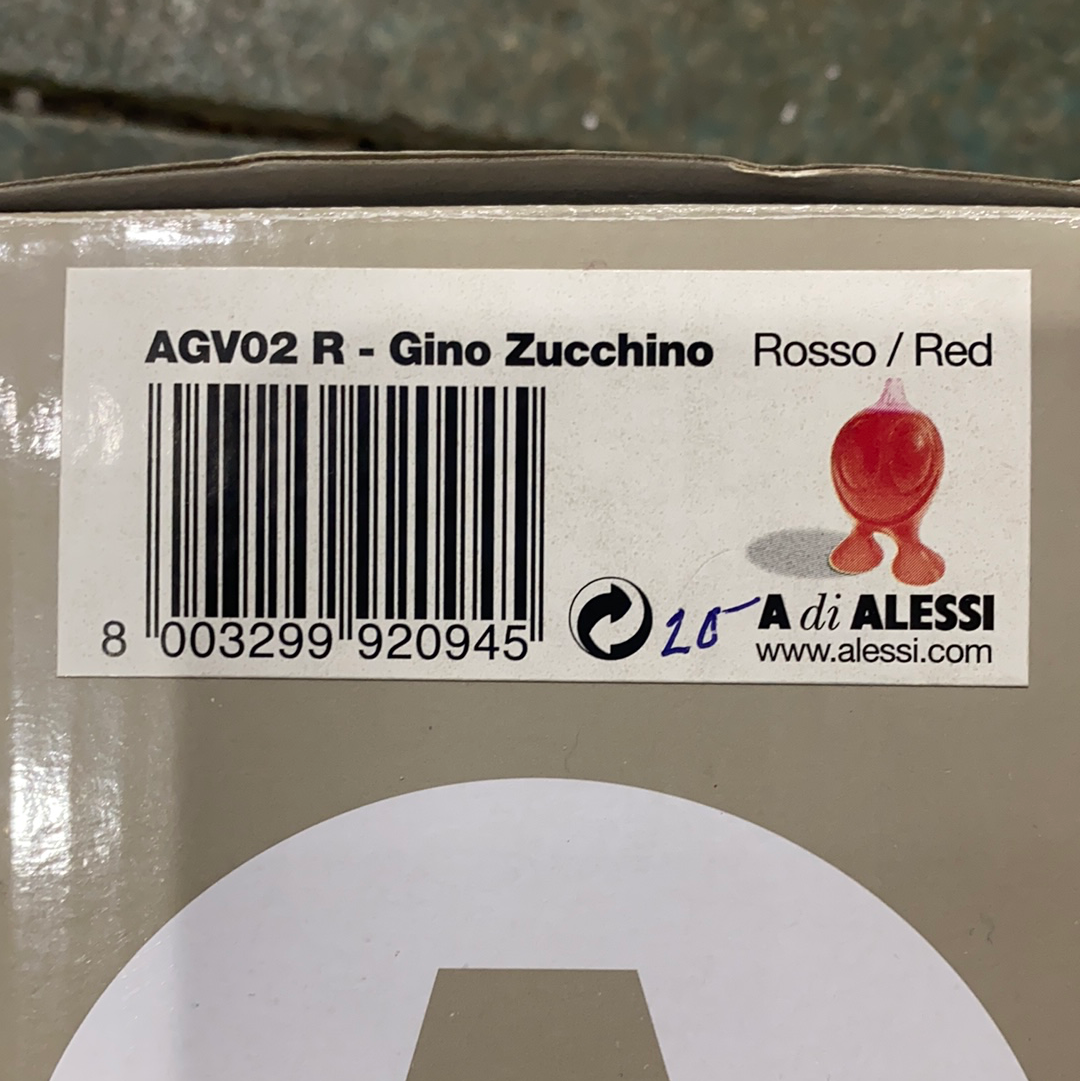 AGV02 R - Gino Zucchino Rosso / Red
8 003299 920945
20-
A di ALESSI
www.alessi.com
A